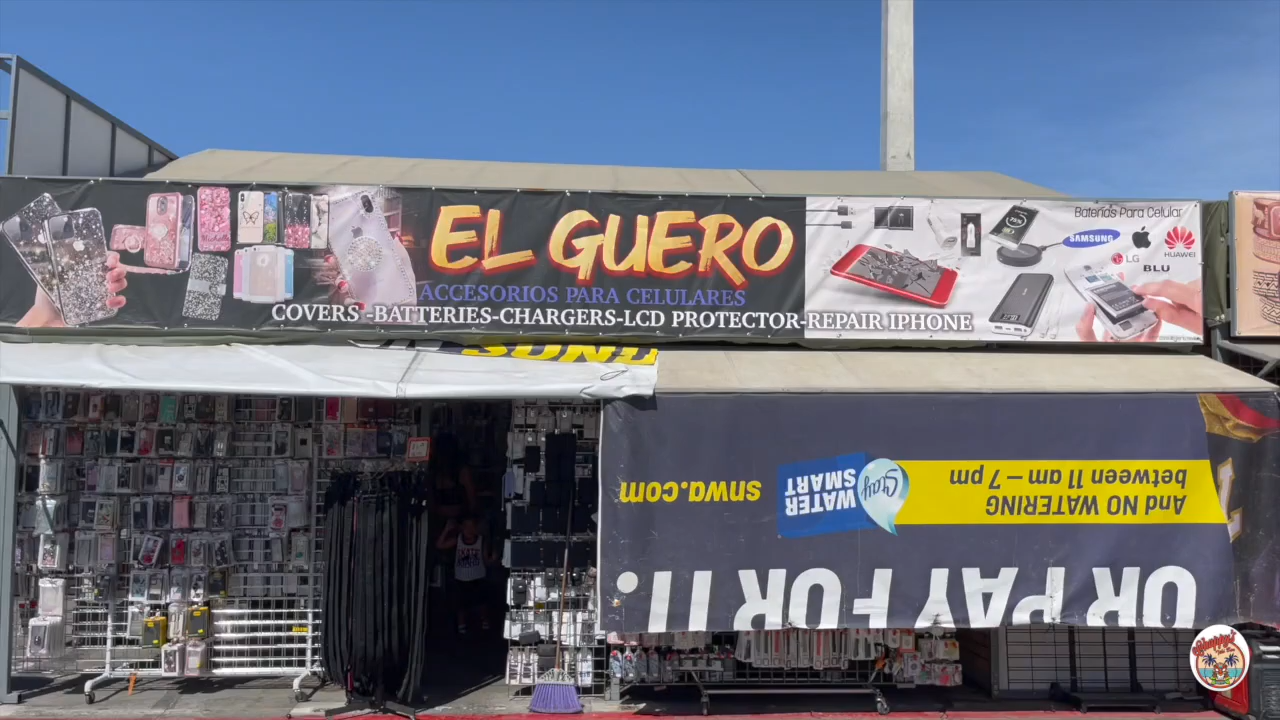 EL GUERO
ACCESORIOS PARA CELULARES
COVERS -BATTERIES-CHARGERS-LCD PROTECTOR-REPAIR IPHONE
Baterias Para Celular
SAMSUNG
HUAWEI
LG
BLU
And NO WATERING
between 11 am – 7 pm
Stay
WATER
SMART
snwa.com
OR PAY FOR IT.